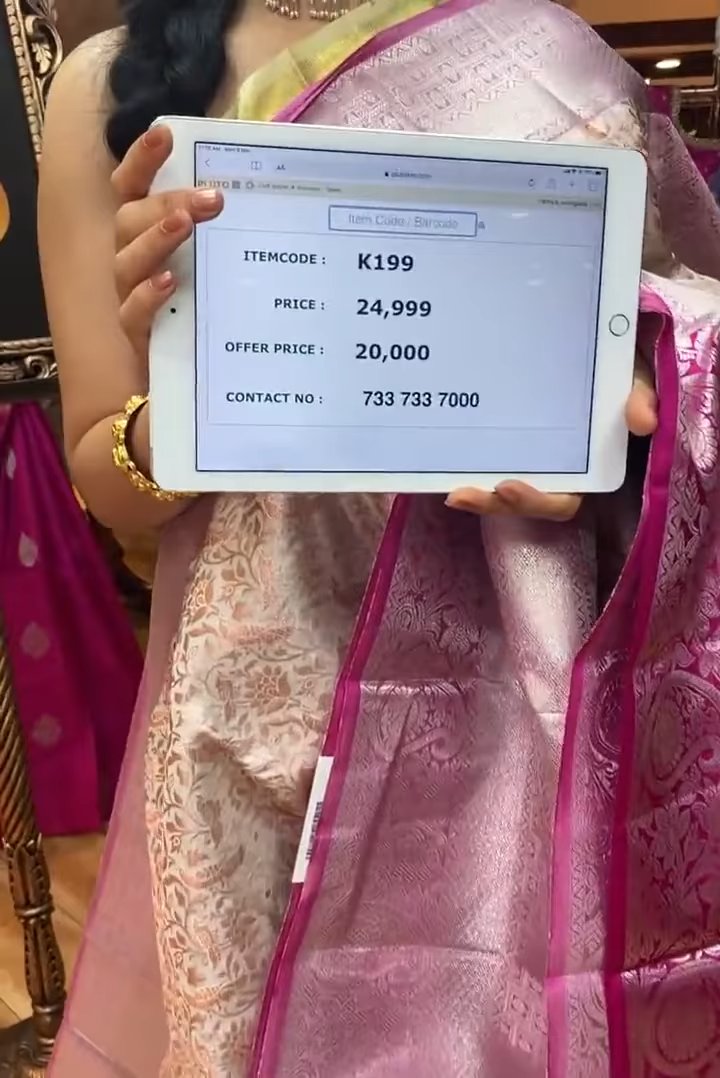 Item Code / Barcode
ITEMCODE : K199
PRICE : 24,999
OFFER PRICE : 20,000
CONTACT NO : 733 733 7000